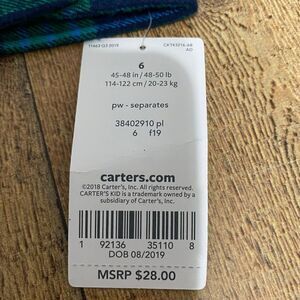 6
45-48 in / 48-50 lb
114-122 cm / 20-23 kg
pw - separates
38402910 pl
6 f19
carters.com
©2018 Carter's, Inc. All rights reserved.
CARTER'S KID is a trademark owned by a
subsidiary of Carter's, Inc.
1 92136 35110 8
DOB 08/2019
MSRP $28.00